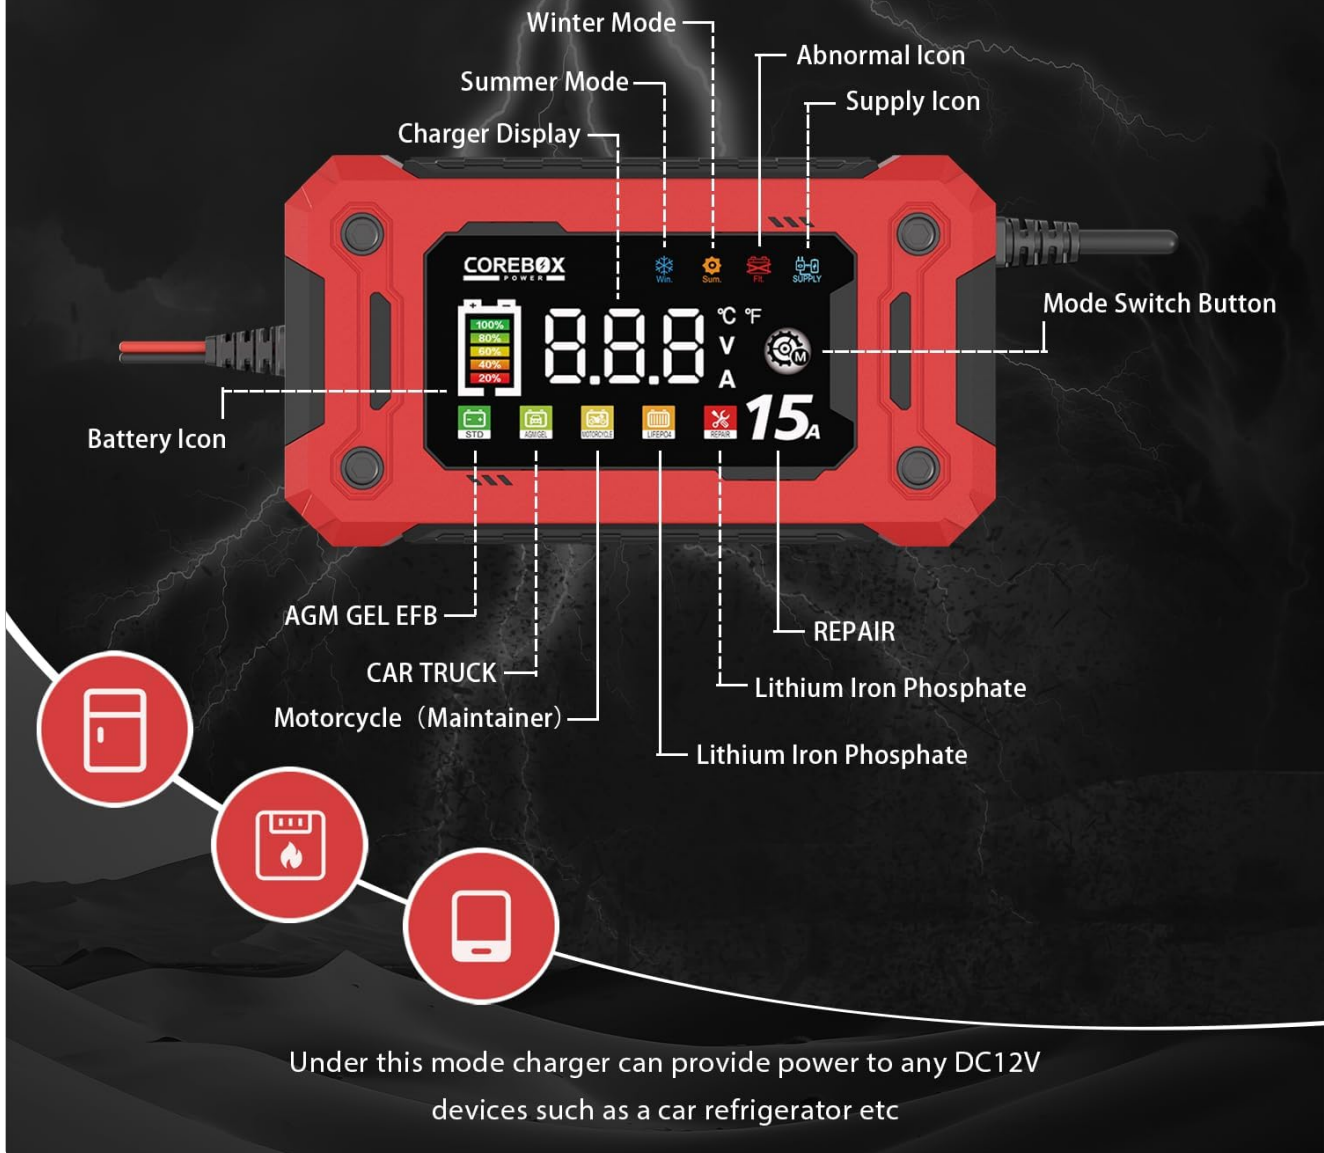 Winter Mode
Abnormal Icon
Summer Mode
Supply Icon
Charger Display
COREBOX
POWER
Win.
Sum.
Flt.
SUPPLY
Mode Switch Button
+ -
100%
80%
60%
40%
20%
8.8.8
℃ ℉
V
A
M
Battery Icon
STD
AGM/GEL
MOTORCYCLE
LIFEPO4
REPAIR
15A
AGM GEL EFB
REPAIR
CAR TRUCK
Lithium Iron Phosphate
Motorcycle（Maintainer）
Lithium Iron Phosphate
Under this mode charger can provide power to any DC12V
devices such as a car refrigerator etc